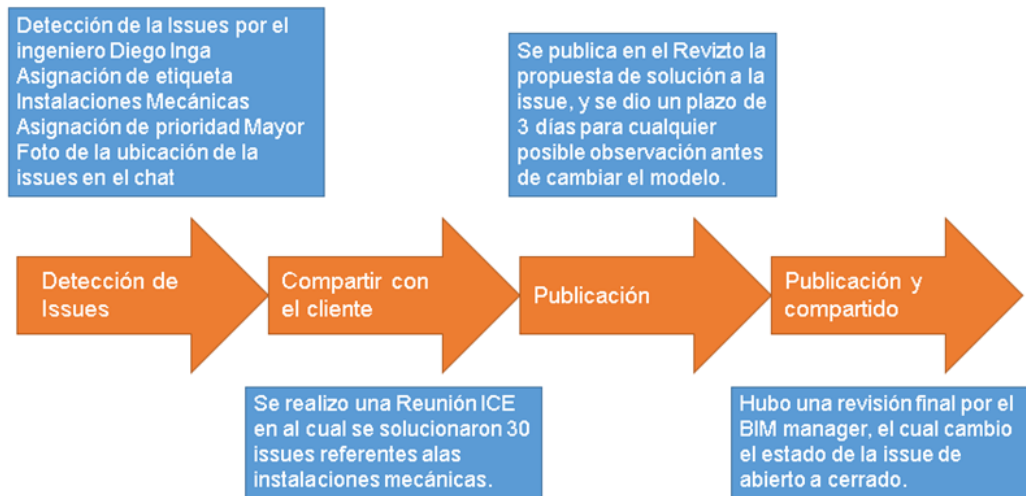 Detección de la Issues por el
ingeniero Diego Inga
Asignación de etiqueta
Instalaciones Mecánicas
Asignación de prioridad Mayor
Foto de la ubicación de la
issues en el chat
Se publica en el Revizto la
propuesta de solución a la
issue, y se dio un plazo de
3 días para cualquier
posible observación antes
de cambiar el modelo.
Detección de
Issues
Compartir con
el cliente
Publicación
Publicación y
compartido
Se realizo una Reunión ICE
en al cual se solucionaron 30
issues referentes alas
instalaciones mecánicas.
Hubo una revisión final por el
BIM manager, el cual cambio
el estado de la issue de
abierto a cerrado.